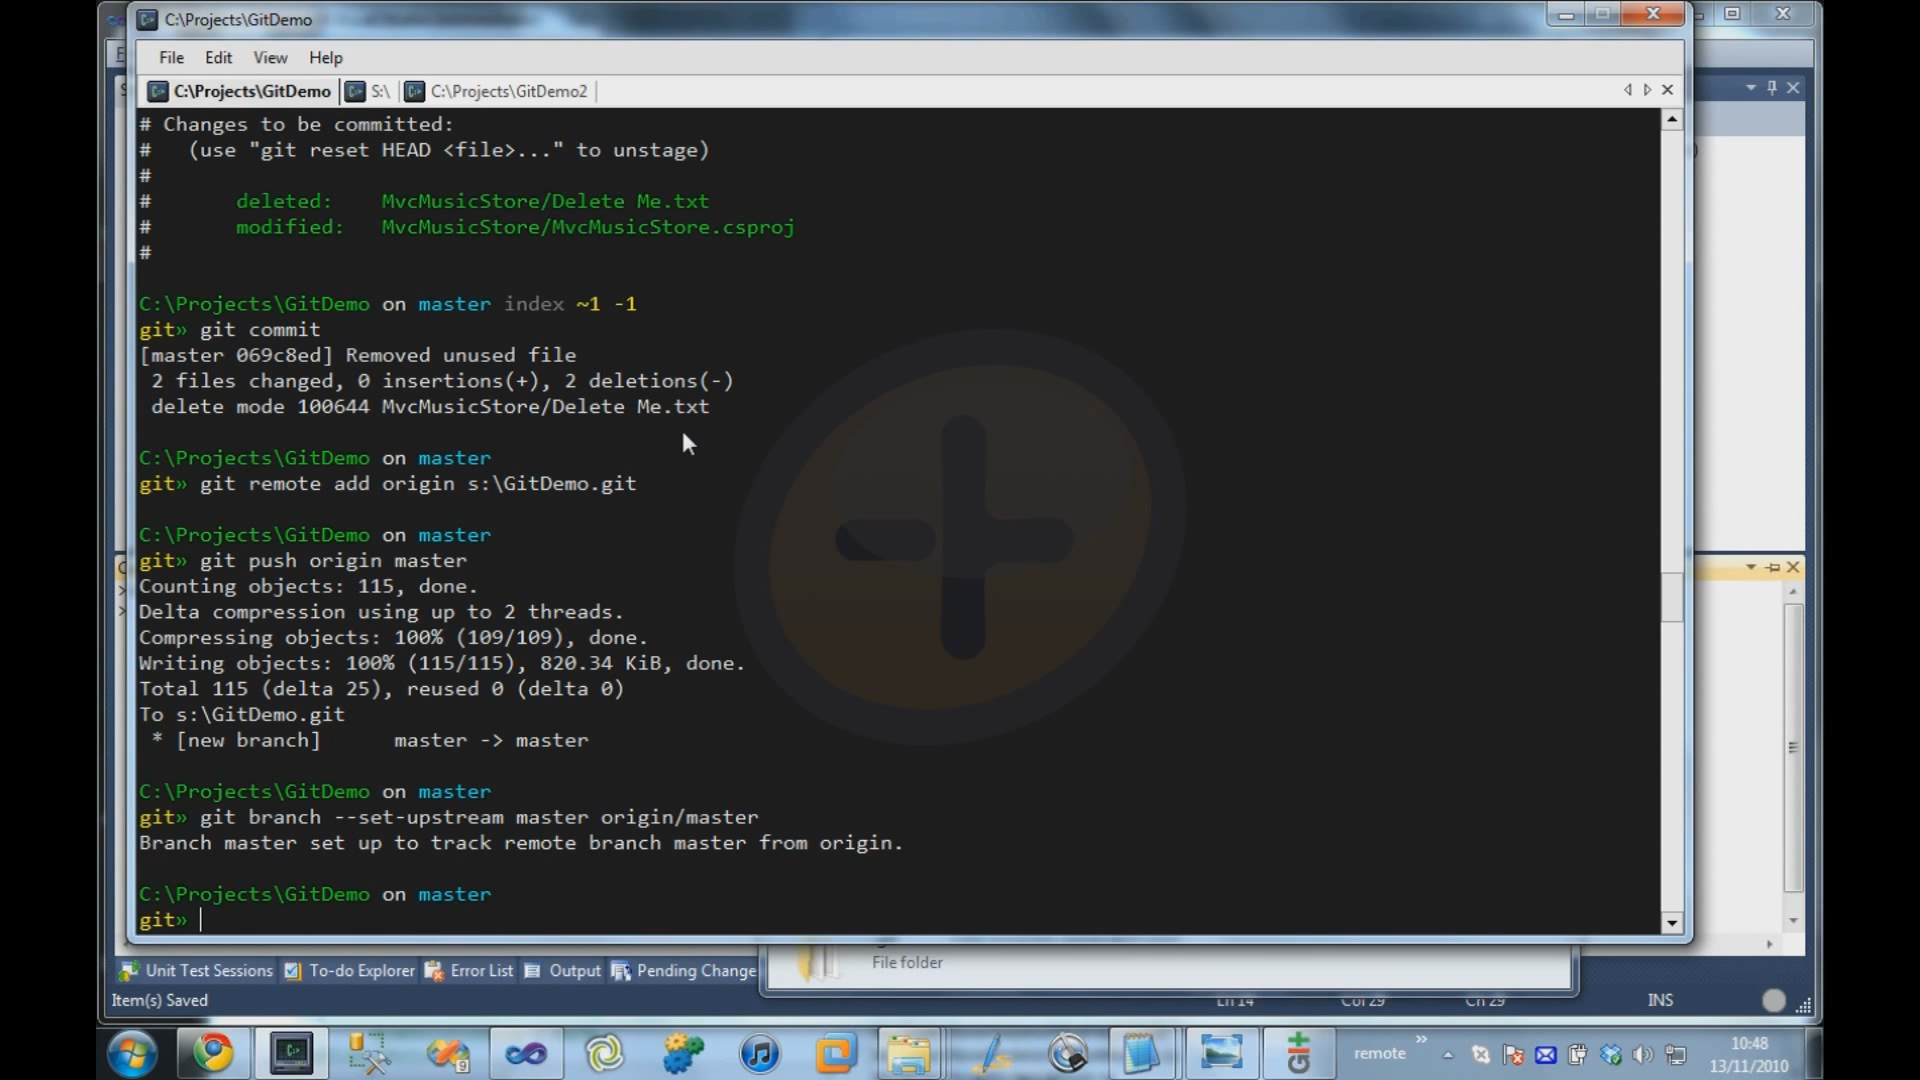 C:\Projects\GitDemo
File Edit View Help
C:\Projects\GitDemo S:\ C:\Projects\GitDemo2
# Changes to be committed:
#   (use "git reset HEAD <file>..." to unstage)
#
#       deleted:    MvcMusicStore/Delete Me.txt
#       modified:   MvcMusicStore/MvcMusicStore.csproj
#
C:\Projects\GitDemo on master index ~1 -1
git» git commit
[master 069c8ed] Removed unused file
 2 files changed, 0 insertions(+), 2 deletions(-)
 delete mode 100644 MvcMusicStore/Delete Me.txt
C:\Projects\GitDemo on master
git» git remote add origin s:\GitDemo.git
C:\Projects\GitDemo on master
git» git push origin master
Counting objects: 115, done.
Delta compression using up to 2 threads.
Compressing objects: 100% (109/109), done.
Writing objects: 100% (115/115), 820.34 KiB, done.
Total 115 (delta 25), reused 0 (delta 0)
To s:\GitDemo.git
 * [new branch]      master -> master
C:\Projects\GitDemo on master
git» git branch --set-upstream master origin/master
Branch master set up to track remote branch master from origin.
C:\Projects\GitDemo on master
git»
File folder
Unit Test Sessions To-do Explorer Error List Output Pending Change
Item(s) Saved Ln 14 Col 29 Ch 29 INS
remote »
10:48
13/11/2010